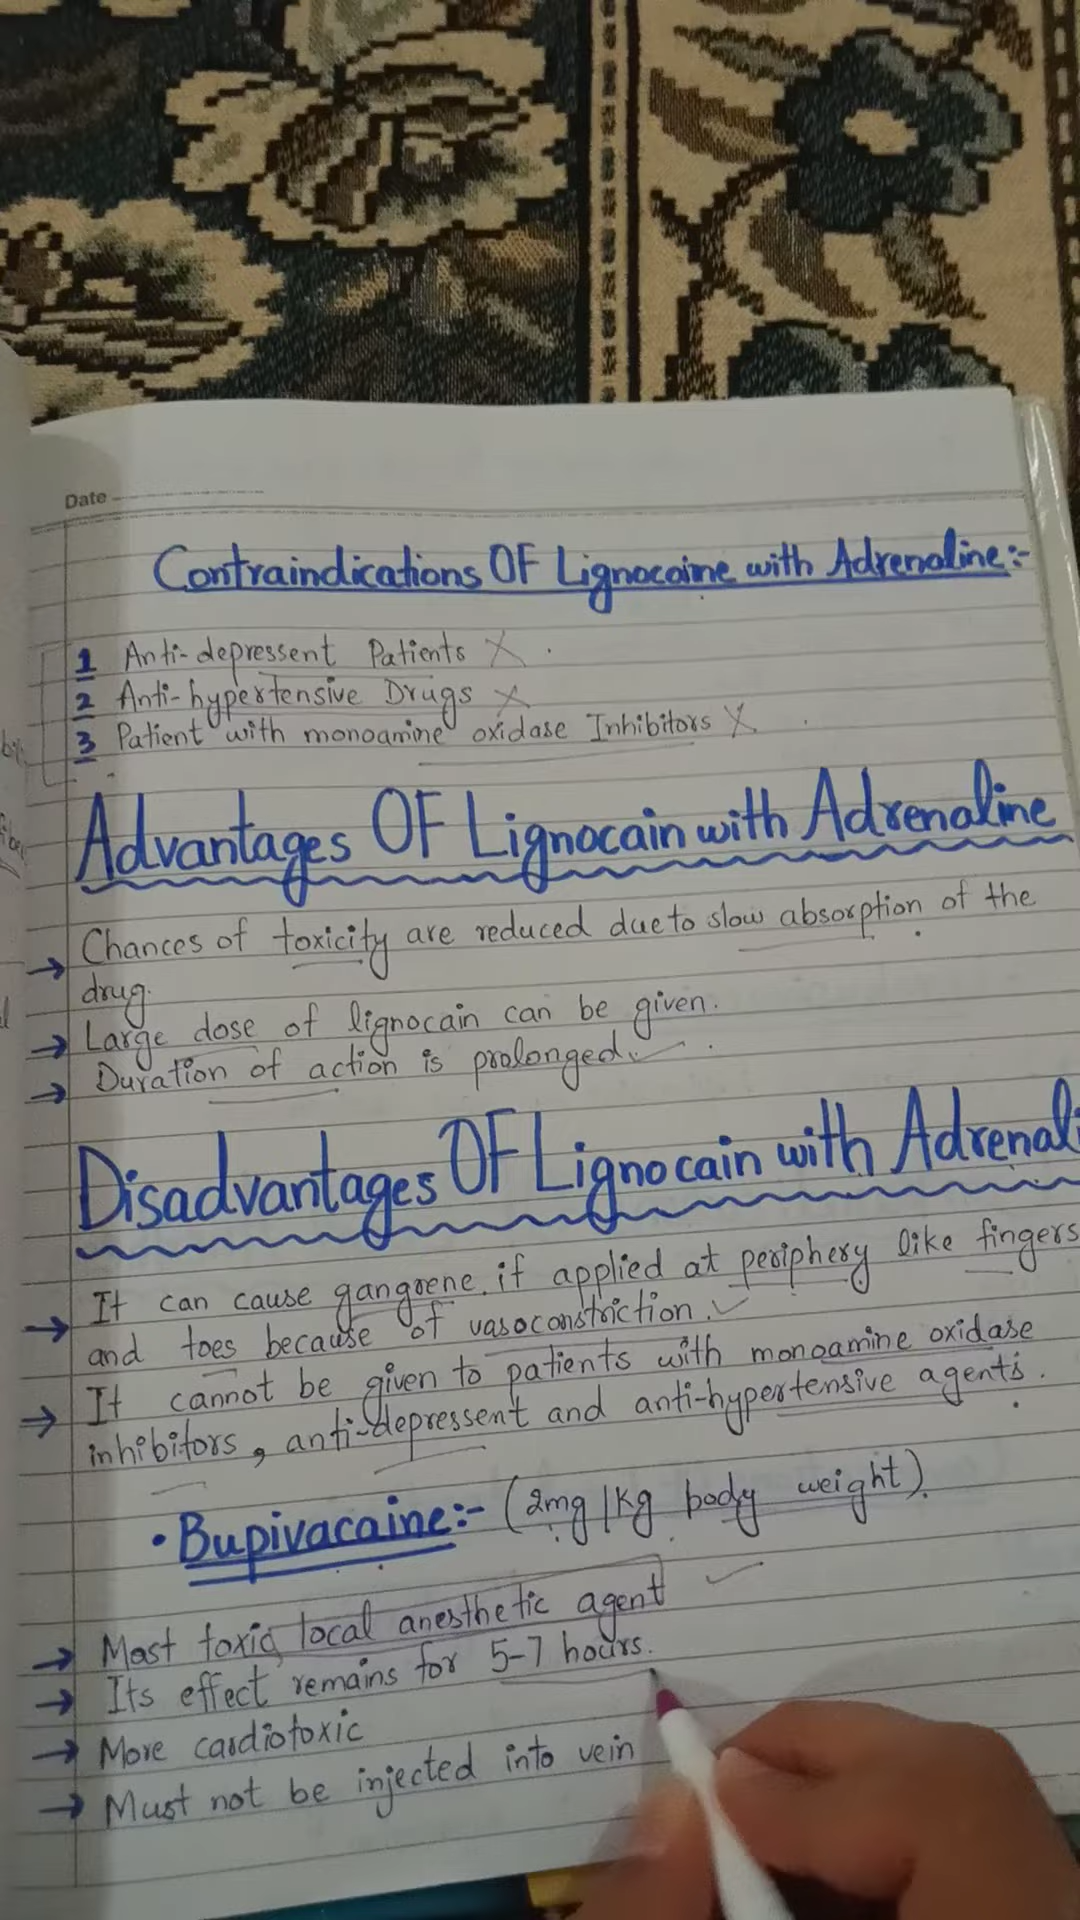 Date
Contraindications OF Lignocaine with Adrenaline:-
1 Anti-depressent Patients X
2 Anti-hypertensive Drugs X
3 Patient with monoamine oxidase Inhibitors X
Advantages OF Lignocain with Adrenaline
→ Chances of toxicity are reduced due to slow absorption of the
drug.
→ Large dose of lignocain can be given.
→ Duration of action is prolonged.
Disadvantages OF Lignocain with Adrenali
→ It can cause gangrene if applied at periphery like fingers
and toes because of vasoconstriction.
→ It cannot be given to patients with monoamine oxidase
inhibitors, anti-depressent and anti-hypertensive agents.
• Bupivacaine:- (2mg/kg body weight).
→ Most toxic local anesthetic agent
→ Its effect remains for 5-7 hours.
→ More cardiotoxic
→ Must not be injected into vein